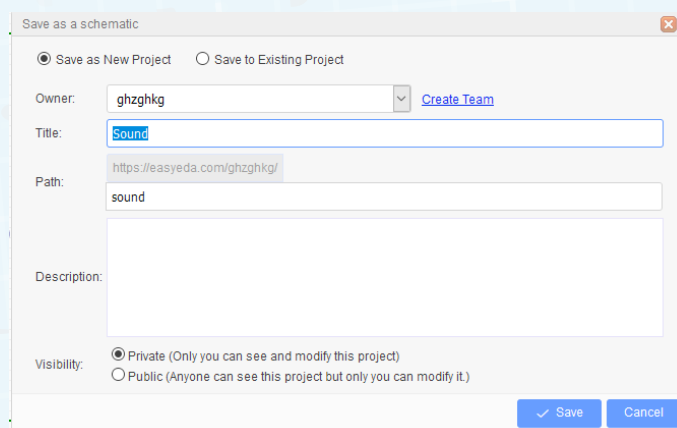 Save as a schematic
Save as New Project Save to Existing Project
Owner: ghzghkg Create Team
Title: Sound
https://easyeda.com/ghzghkg/
Path:
sound
Description:
Private (Only you can see and modify this project)
Visibility:
Public (Anyone can see this project but only you can modify it.)
Save Cancel